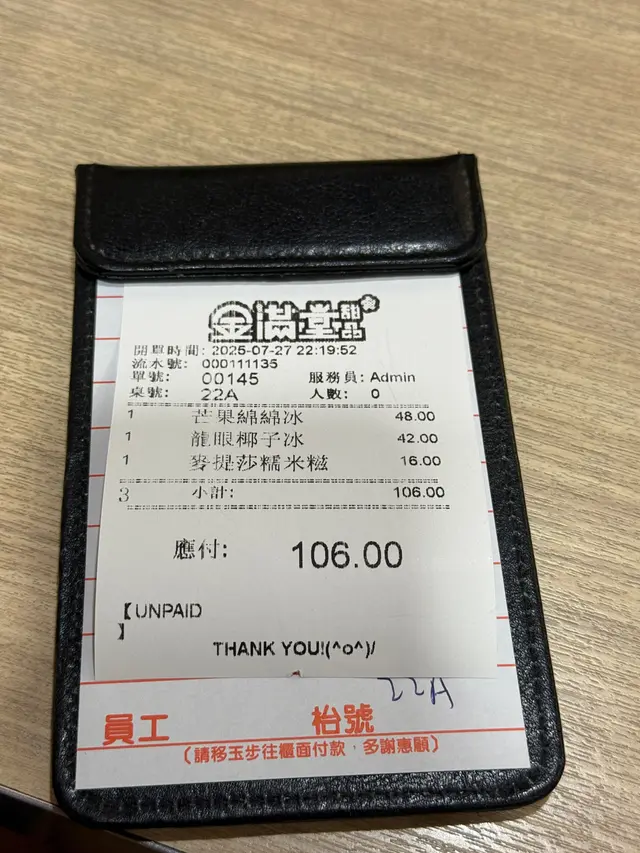 金滿堂甜品
開單時間: 2025-07-27 22:19:52
流水號: 000111135
單號: 00145 服務員: Admin
桌號: 22A 人數: 0
1 芒果綿綿冰 48.00
1 龍眼椰子冰 42.00
1 麥提莎糯米糍 16.00
3 小計: 106.00
應付: 106.00
【UNPAID
】
THANK YOU!(^o^)/
22A
員工 枱號
(請移玉步往櫃面付款，多謝惠顧)